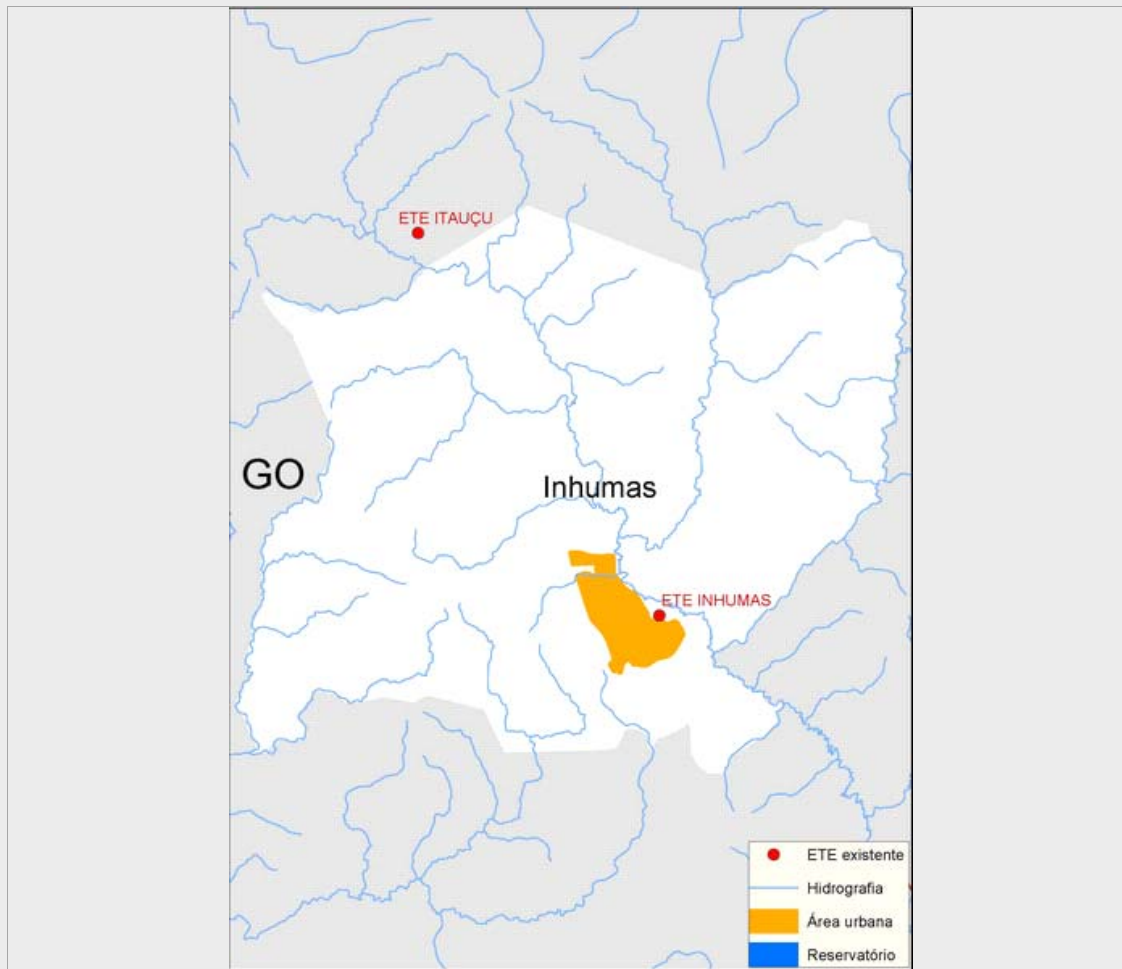 ETE ITAUÇU
GO
Inhumas
ETE INHUMAS
ETE existente
Hidrografia
Área urbana
Reservatório